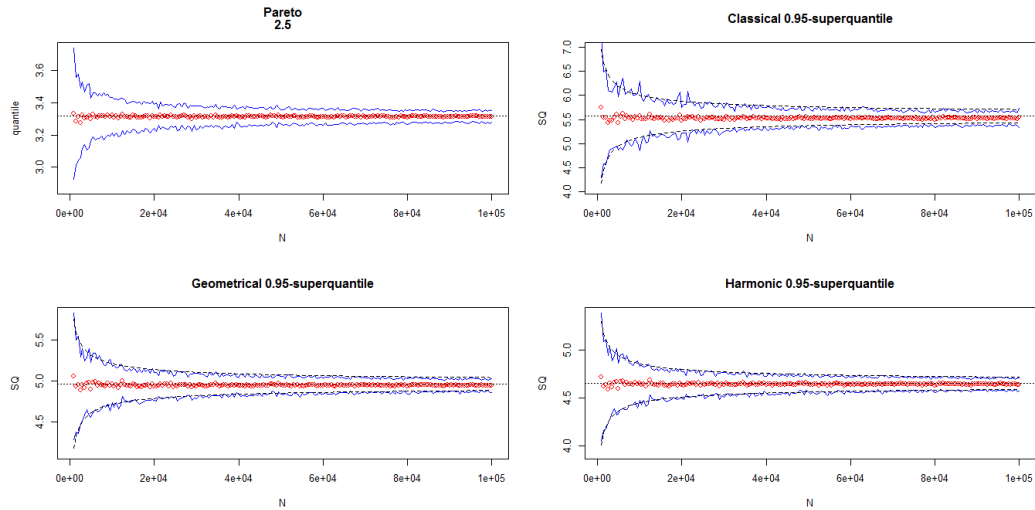 Pareto
2.5
quantile
3.6
3.4
3.2
3.0
0e+00 2e+04 4e+04 6e+04 8e+04 1e+05
N
Classical 0.95-superquantile
SQ
7.0
6.5
6.0
5.5
5.0
4.5
4.0
0e+00 2e+04 4e+04 6e+04 8e+04 1e+05
N
Geometrical 0.95-superquantile
SQ
5.5
5.0
4.5
0e+00 2e+04 4e+04 6e+04 8e+04 1e+05
N
Harmonic 0.95-superquantile
SQ
5.0
4.5
4.0
0e+00 2e+04 4e+04 6e+04 8e+04 1e+05
N